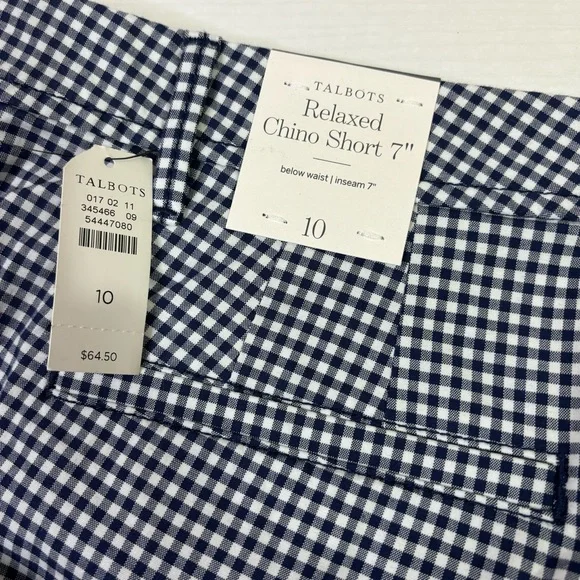 TALBOTS
Relaxed
Chino Short 7"
below waist | inseam 7"
10
TALBOTS
017 02 11
345466 09
54447080
10
$64.50